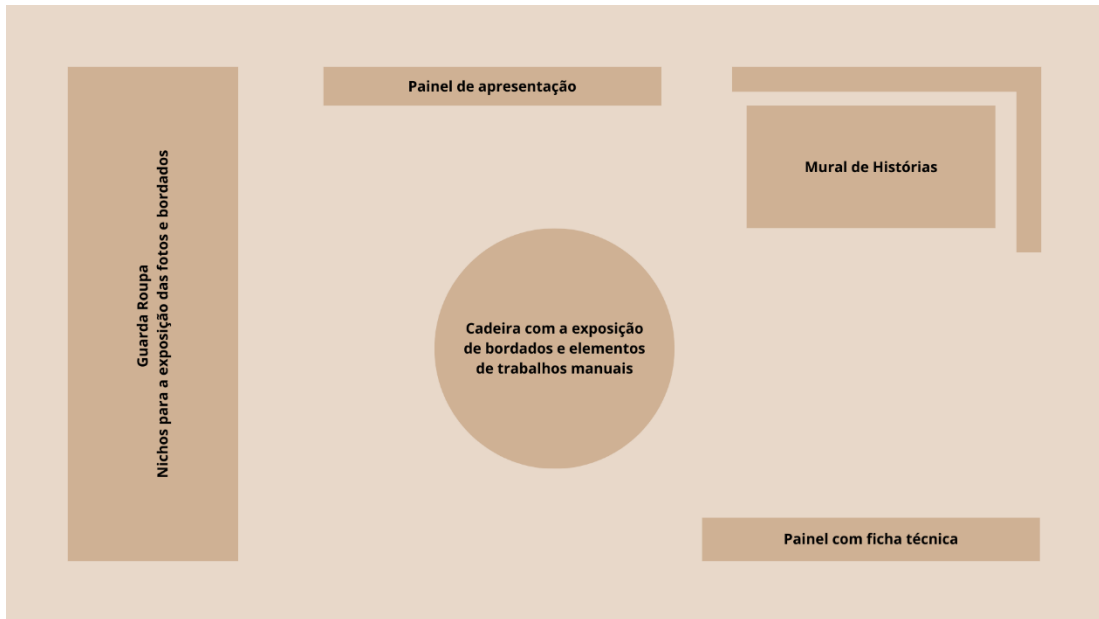 Painel de apresentação
Mural de Histórias
Guarda Roupa
Nichos para a exposição das fotos e bordados
Cadeira com a exposição
de bordados e elementos
de trabalhos manuais
Painel com ficha técnica